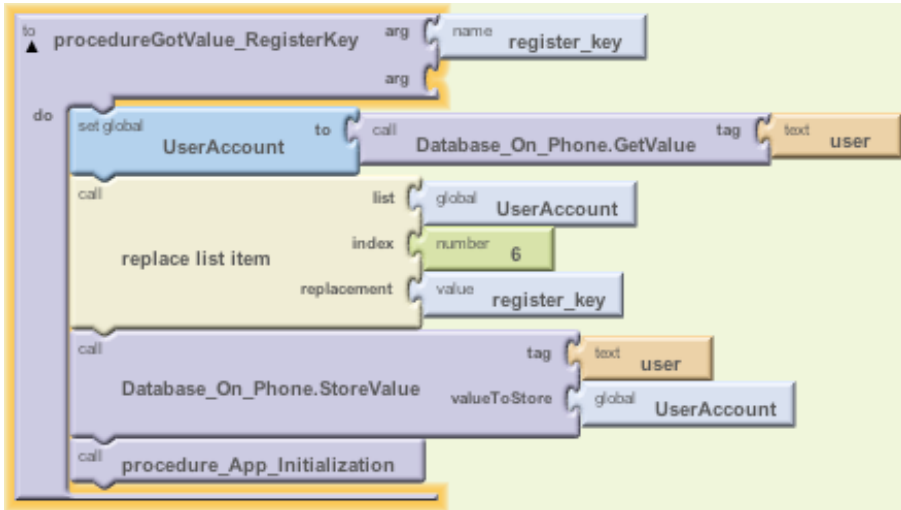 to procedureGotValue_RegisterKey arg name register_key
arg
do
set global UserAccount to call Database_On_Phone.GetValue tag text user
call
list global UserAccount
index number 6
replace list item
replacement value register_key
call
tag text user
Database_On_Phone.StoreValue
valueToStore global UserAccount
call procedure_App_Initialization